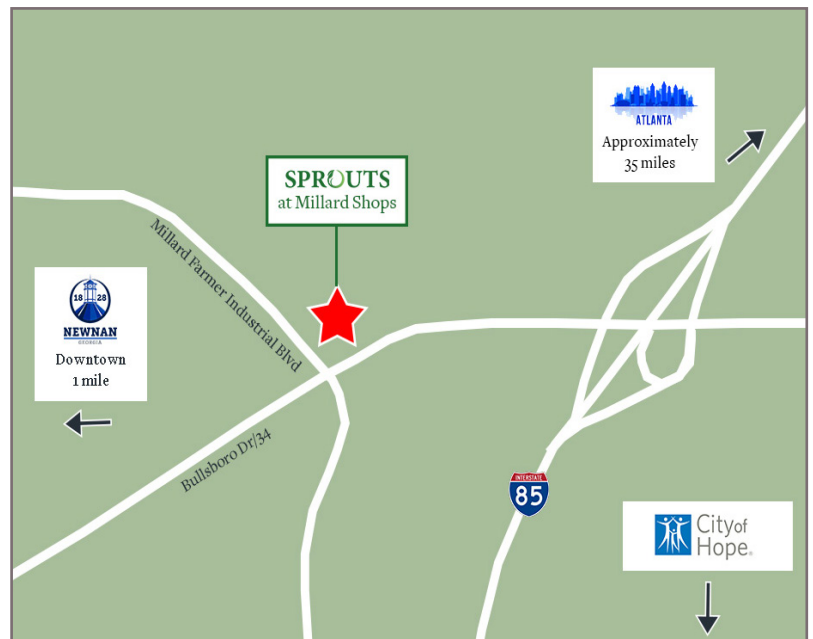 ATLANTA
Approximately
35 miles
SPROUTS
at Millard Shops
Millard Farmer Industrial Blvd
18 28
NEWNAN
GEORGIA
Downtown
1 mile
Bullsboro Dr/34
INTERSTATE
85
City of
Hope®